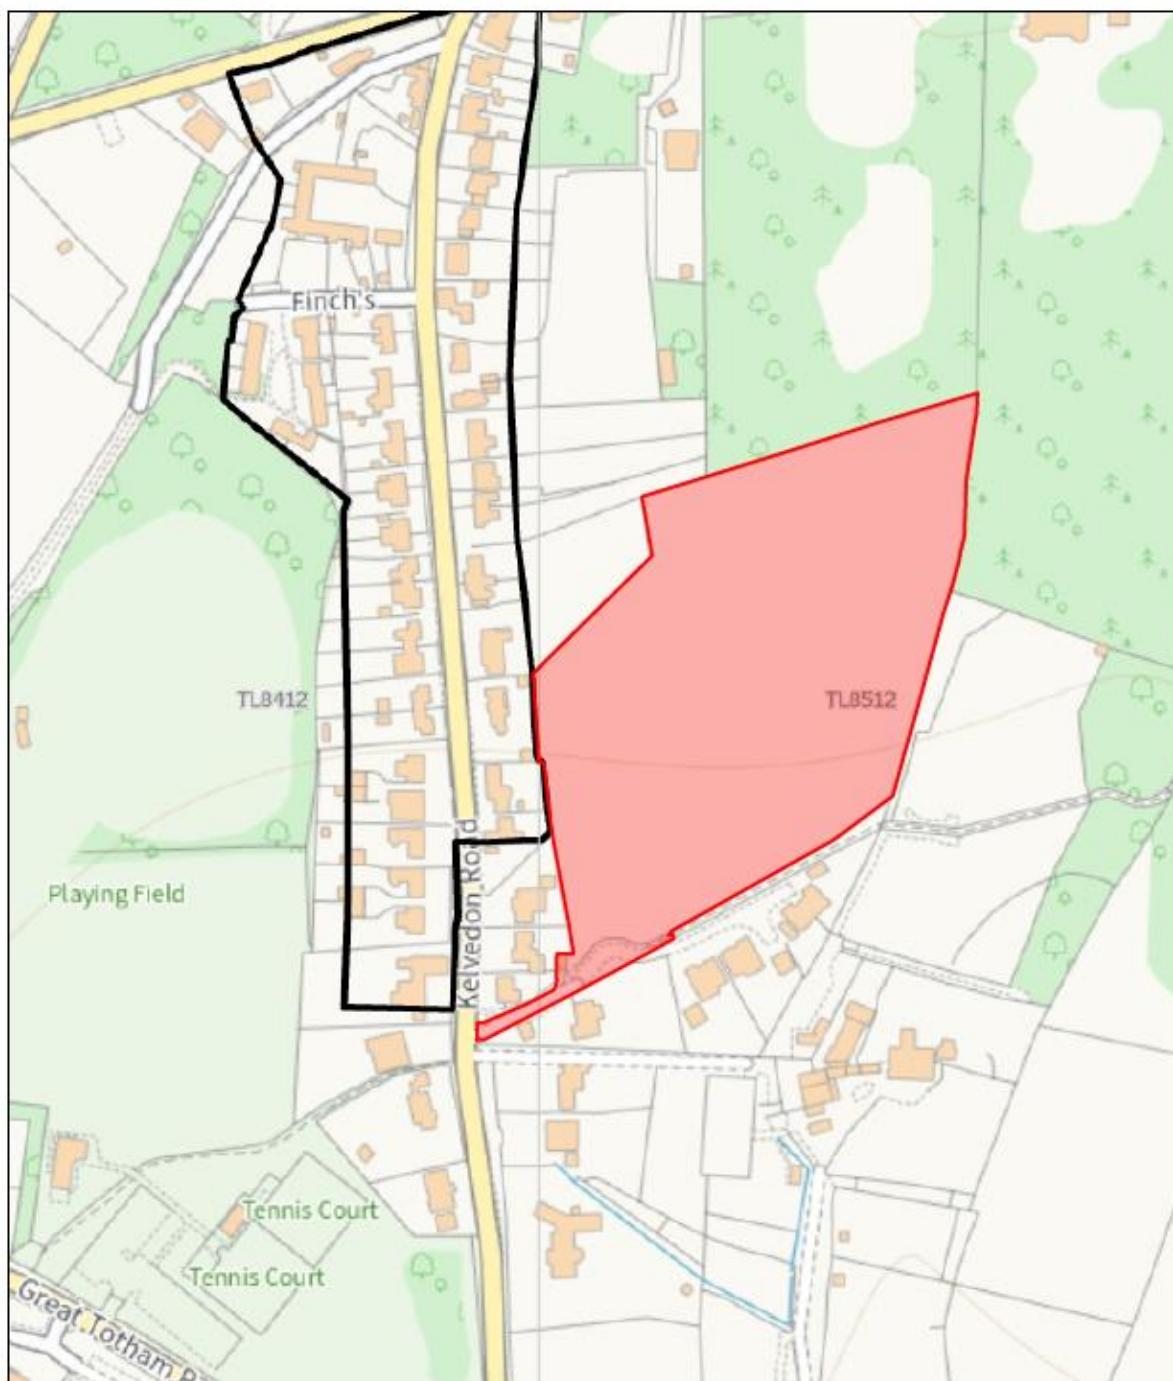 Finch's
TL8412
TL8512
Kelvedon Road
Playing Field
Tennis Court
Tennis Court
Great Totham R